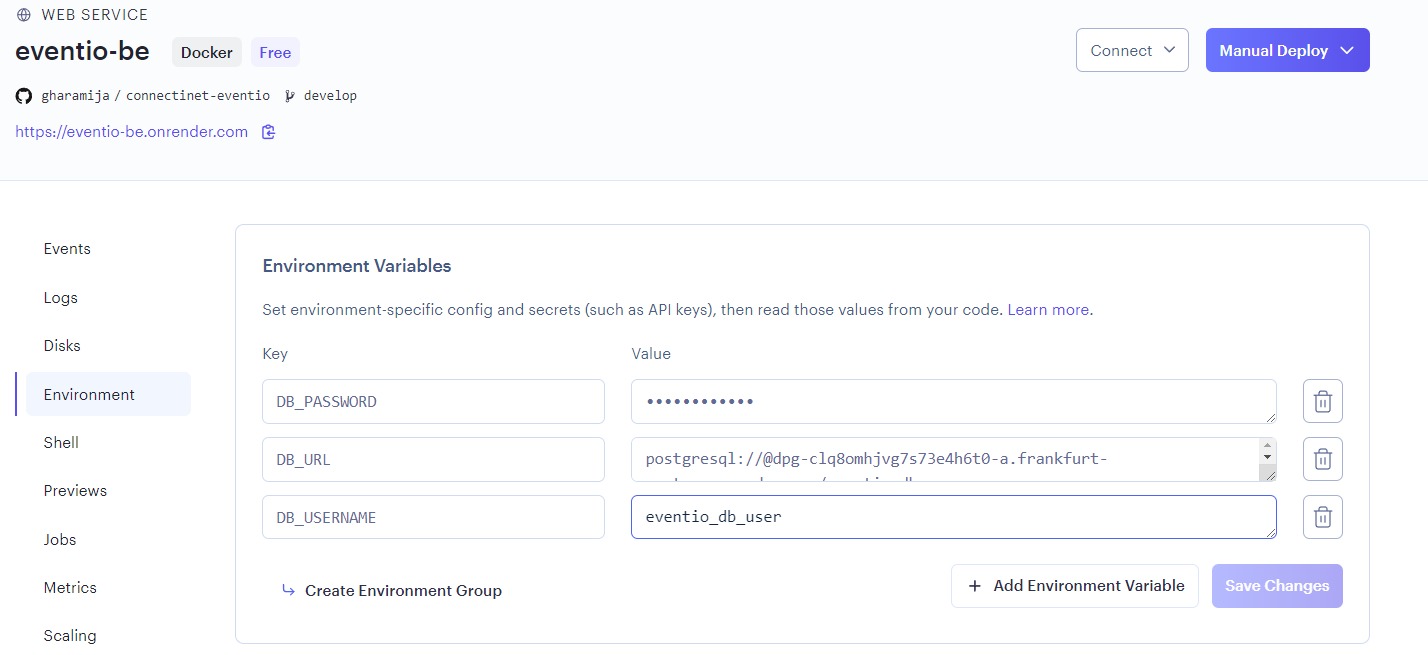 WEB SERVICE
eventio-be Docker Free
Connect
Manual Deploy
gharamija / connectinet-eventio develop
https://eventio-be.onrender.com
Events
Logs
Disks
Environment
Shell
Previews
Jobs
Metrics
Scaling
Environment Variables
Set environment-specific config and secrets (such as API keys), then read those values from your code. Learn more.
Key Value
DB_PASSWORD ••••••••••••
DB_URL postgresql://@dpg-clq8omhjvg7s73e4h6t0-a.frankfurt-
DB_USERNAME eventio_db_user
Create Environment Group
+ Add Environment Variable
Save Changes